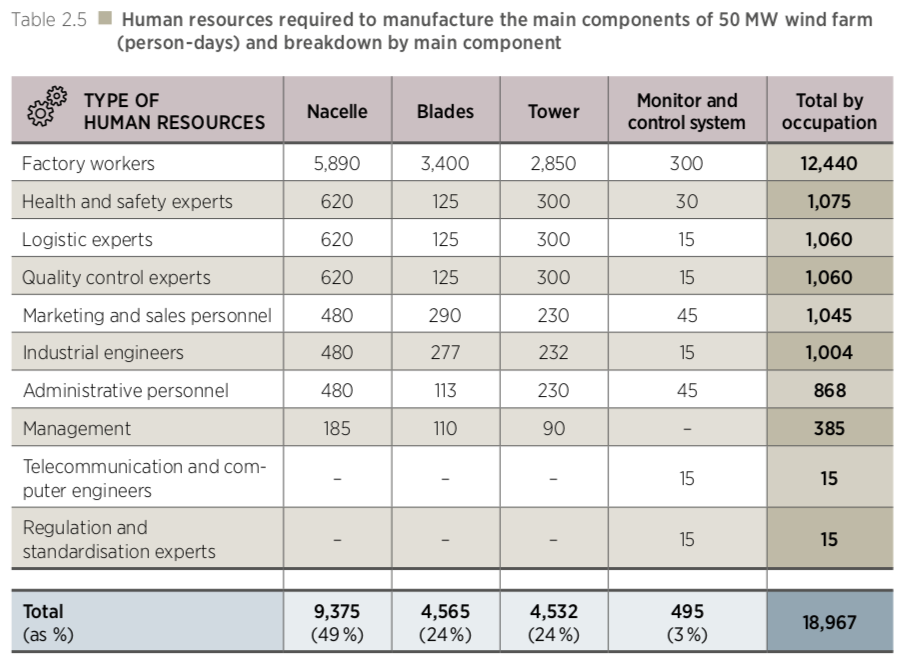 Table 2.5 ■ Human resources required to manufacture the main components of 50 MW wind farm
(person-days) and breakdown by main component
TYPE OF
HUMAN RESOURCES
Nacelle
Blades
Tower
Monitor and
control system
Total by
occupation
Factory workers 5,890 3,400 2,850 300 12,440
Health and safety experts 620 125 300 30 1,075
Logistic experts 620 125 300 15 1,060
Quality control experts 620 125 300 15 1,060
Marketing and sales personnel 480 290 230 45 1,045
Industrial engineers 480 277 232 15 1,004
Administrative personnel 480 113 230 45 868
Management 185 110 90 – 385
Telecommunication and com-
puter engineers
– – – 15 15
Regulation and
standardisation experts
– – – 15 15
Total 9,375 4,565 4,532 495 18,967
(as %) (49 %) (24 %) (24 %) (3 %)